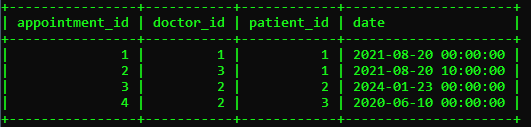 +----------------+-----------+------------+---------------------+
| appointment_id | doctor_id | patient_id | date                |
+----------------+-----------+------------+---------------------+
|              1 |         1 |          1 | 2021-08-20 00:00:00 |
|              2 |         3 |          1 | 2021-08-20 10:00:00 |
|              3 |         2 |          2 | 2024-01-23 00:00:00 |
|              4 |         2 |          3 | 2020-06-10 00:00:00 |
+----------------+-----------+------------+---------------------+